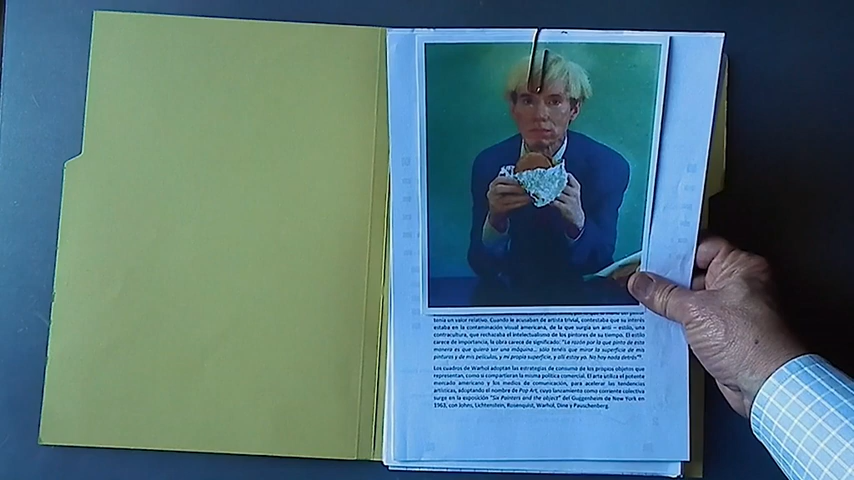 tenía un valor relativo. Cuando le acusaban de artista trivial, contestaba que su interés
estaba en la contaminación visual americana, de la que surgía un anti – estilo, una
contracultura, que rechazaba el intelectualismo de los pintores de su tiempo. El estilo
carece de importancia, la obra carece de significado: "La razón por la que pinto de esta
manera es que quiero ser una máquina... sólo tenéis que mirar la superficie de mis
pinturas y de mis películas, y mi propia superficie, y allí estoy yo. No hay nada detrás"
Los cuadros de Warhol adoptan las estrategias de consumo de los propios objetos que
representan, como si compartieran la misma política comercial. El arte utiliza el potente
mercado americano y los medios de comunicación, para acelerar las tendencias
artísticas, adoptando el nombre de Pop Art, cuyo lanzamiento como corriente colectiva
surge en la exposición "Six Painters and the object" del Guggenheim de New York en
1963, con Johns, Lichtenstein, Rosenquist, Warhol, Dine y Rauschenberg.